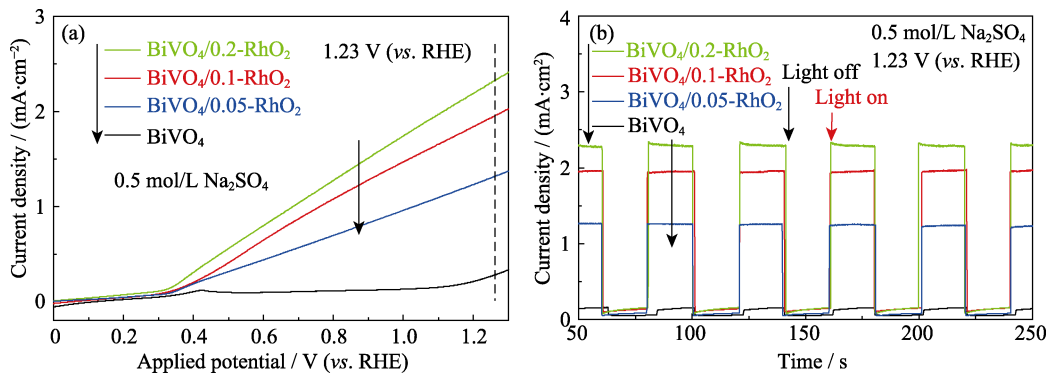 (a)
BiVO₄/0.2-RhO₂
BiVO₄/0.1-RhO₂
BiVO₄/0.05-RhO₂
BiVO₄
1.23 V (vs. RHE)
0.5 mol/L Na₂SO₄
Current density / (mA·cm⁻²)
3
2
1
0
0 0.2 0.4 0.6 0.8 1.0 1.2
Applied potential / V (vs. RHE)
(b)
BiVO₄/0.2-RhO₂
BiVO₄/0.1-RhO₂
BiVO₄/0.05-RhO₂
BiVO₄
0.5 mol/L Na₂SO₄
1.23 V (vs. RHE)
Light off
Light on
Current density / (mA·cm²)
4
3
2
1
0
50 100 150 200 250
Time / s